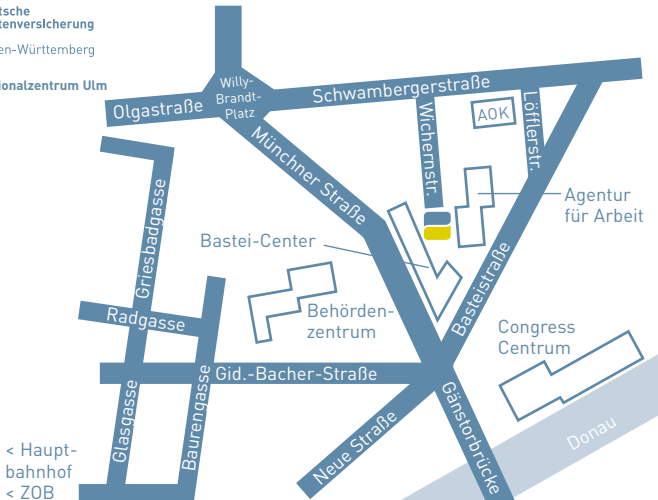 tsche
tenversicherung
en-Württemberg
ionalzentrum Ulm
Olgastraße
Willy-
Brandt-
Platz
Schwambergerstraße
Münchner Straße
Wichernstr.
AOK
Löfflerstr.
Agentur
für Arbeit
Griesbadgasse
Bastei-Center
Basteistraße
Radgasse
Behörden-
zentrum
Congress
Centrum
Gid.-Bacher-Straße
Glasgasse
Baurengasse
Neue Straße
Gänstorbrücke
Donau
< Haupt-
bahnhof
< ZOB